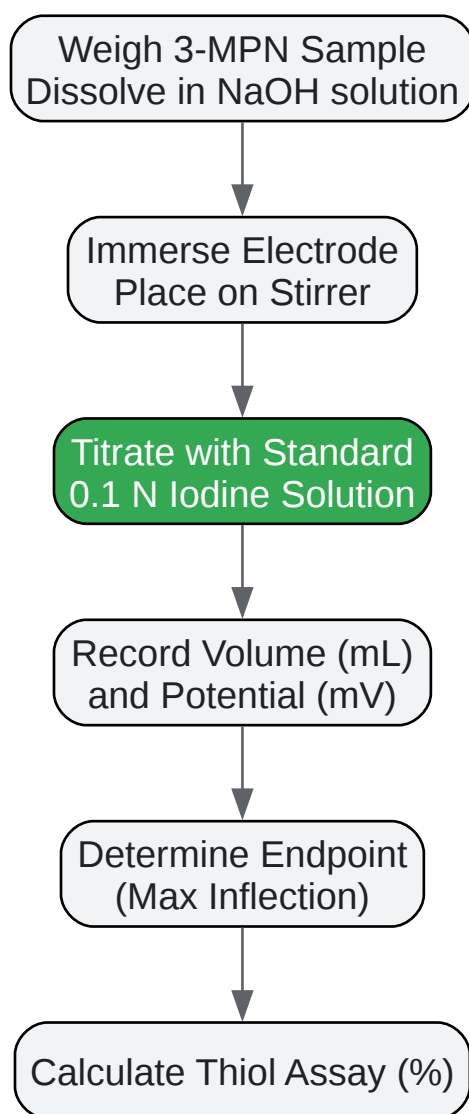 Weigh 3-MPN Sample
Dissolve in NaOH solution
Immerse Electrode
Place on Stirrer
Titrate with Standard
0.1 N Iodine Solution
Record Volume (mL)
and Potential (mV)
Determine Endpoint
(Max Inflection)
Calculate Thiol Assay (%)